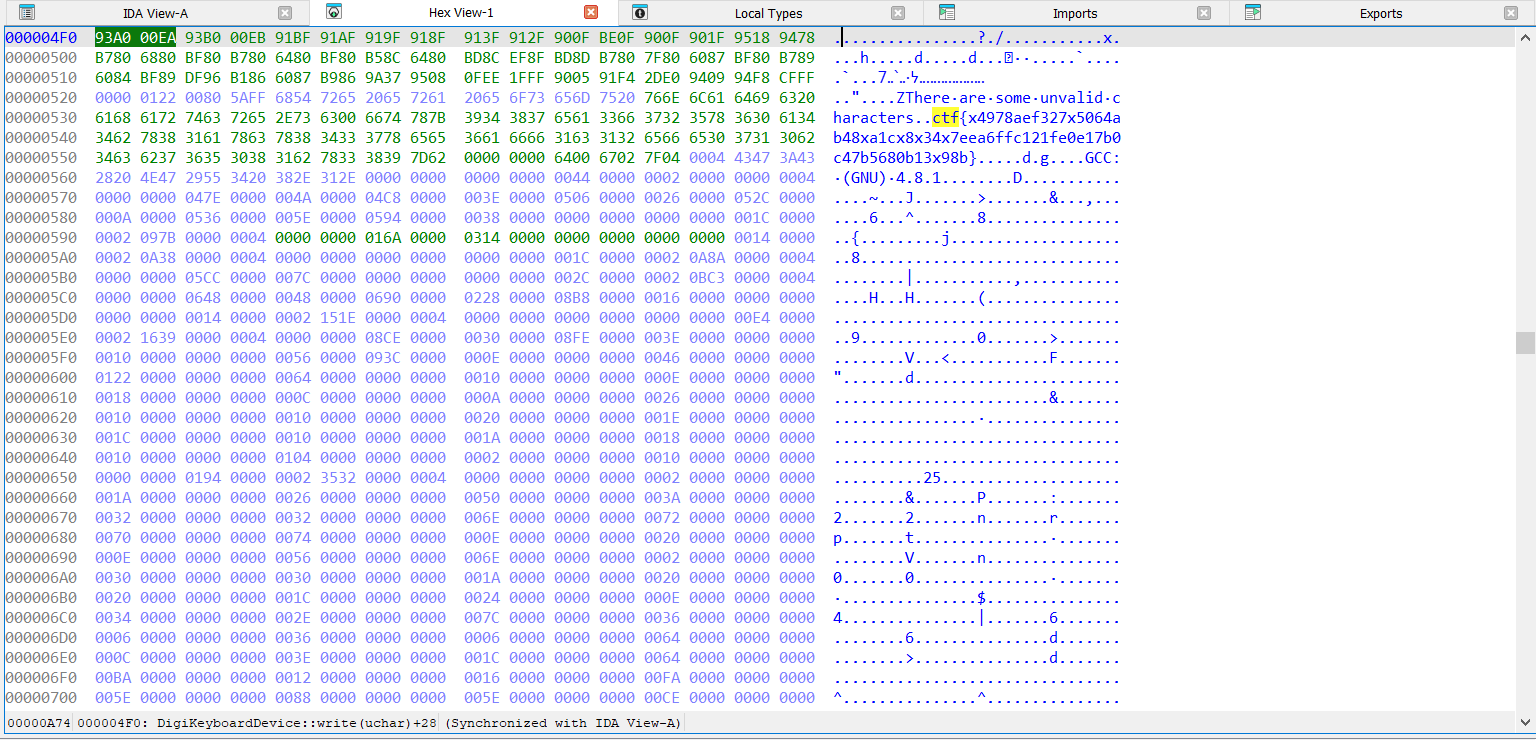 IDA View-A Hex View-1 Local Types Imports Exports
000004F0 93A0 00EA 93B0 00EB 91BF 91AF 919F 918F 913F 912F 900F BE0F 900F 901F 9518 9478 ................?./...........x.
00000500 B780 6880 BF80 B780 6480 BF80 B58C 6480 BD8C EF8F BD8D B780 7F80 6087 BF80 B789 ...h.....d.....d...··.....`....
00000510 6084 BF89 DF96 B186 6087 B986 9A37 9508 0FEE 1FFF 9005 91F4 2DE0 9409 94F8 CFFF
00000520 0000 0122 0080 5AFF 6854 7265 2065 7261 2065 6F73 656D 7520 766E 6C61 6469 6320 .."....ZThere·are·some·unvalid·c
00000530 6168 6172 7463 7265 2E73 6300 6674 787B 3934 3837 6561 3366 3732 3578 3630 6134 haracters..ctf{x4978aef327x5064a
00000540 3462 7838 3161 7863 7838 3433 3778 6565 3661 6666 3163 3132 6566 6530 3731 3062 b48xa1cx8x34x7eea6ffc121fe0e17b0
00000550 3463 6237 3635 3038 3162 7833 3839 7D62 0000 0000 6400 6702 7F04 0004 4347 3A43 c47b5680b13x98b}.....d.g....GCC:
00000560 2820 4E47 2955 3420 382E 312E 0000 0000 0000 0044 0000 0002 0000 0000 0004 ·(GNU)·4.8.1........D...........
00000570 0000 0000 047E 0000 004A 0000 04C8 0000 003E 0000 0506 0000 0026 0000 052C 0000 ....~...J.......>.......&...,...
00000580 000A 0000 0536 0000 005E 0000 0594 0000 0038 0000 0000 0000 0000 0000 001C 0000 ....6...^.......8...............
00000590 0002 097B 0000 0004 0000 0000 016A 0000 0314 0000 0000 0000 0000 0000 0014 0000 ..{.........j...................
000005A0 0002 0A38 0000 0004 0000 0000 0000 0000 0000 0000 001C 0000 0002 0A8A 0000 0004 ..8.............................
000005B0 0000 0000 05CC 0000 007C 0000 0000 0000 0000 0000 002C 0000 0002 0BC3 0000 0004 ........|...........,...........
000005C0 0000 0000 0648 0000 0048 0000 0690 0000 0228 0000 08B8 0000 0016 0000 0000 0000 ....H...H.......(...............
000005D0 0000 0000 0014 0000 0002 151E 0000 0004 0000 0000 0000 0000 0000 0000 00E4 0000 ................................
000005E0 0002 1639 0000 0004 0000 0000 08CE 0000 0030 0000 08FE 0000 003E 0000 0000 0000 ..9.............0.......>.......
000005F0 0010 0000 0000 0000 0056 0000 093C 0000 000E 0000 0000 0000 0046 0000 0000 0000 ........V...<...........F.......
00000600 0122 0000 0000 0000 0064 0000 0000 0000 0010 0000 0000 0000 000E 0000 0000 0000 ".......d.......................
00000610 0018 0000 0000 0000 000C 0000 0000 0000 000A 0000 0000 0000 0026 0000 0000 0000 ........................&.......
00000620 0010 0000 0000 0000 0010 0000 0000 0000 0020 0000 0000 0000 001E 0000 0000 0000 ................·...............
00000630 001C 0000 0000 0000 0010 0000 0000 0000 001A 0000 0000 0000 0018 0000 0000 0000 ................................
00000640 0010 0000 0000 0000 0104 0000 0000 0000 0002 0000 0000 0000 0010 0000 0000 0000 ................................
00000650 0000 0000 0194 0000 0002 3532 0000 0004 0000 0000 0000 0000 0002 0000 0000 0000 ..........25....................
00000660 001A 0000 0000 0000 0026 0000 0000 0000 0050 0000 0000 0000 003A 0000 0000 0000 ........&.......P.......:.......
00000670 0032 0000 0000 0000 0032 0000 0000 0000 006E 0000 0000 0000 0072 0000 0000 0000 2.......2.......n.......r.......
00000680 0070 0000 0000 0000 0074 0000 0000 0000 000E 0000 0000 0000 0020 0000 0000 0000 p.......t...............·.......
00000690 000E 0000 0000 0000 0056 0000 0000 0000 006E 0000 0000 0000 0002 0000 0000 0000 ........V.......n...............
000006A0 0030 0000 0000 0000 0030 0000 0000 0000 001A 0000 0000 0000 0020 0000 0000 0000 0.......0...............·.......
000006B0 0020 0000 0000 0000 001C 0000 0000 0000 0024 0000 0000 0000 000E 0000 0000 0000 ·...............$...............
000006C0 0034 0000 0000 0000 002E 0000 0000 0000 007C 0000 0000 0000 0036 0000 0000 0000 4...............|.......6.......
000006D0 0006 0000 0000 0000 0036 0000 0000 0000 0006 0000 0000 0000 0064 0000 0000 0000 ........6...............d.......
000006E0 000C 0000 0000 0000 003E 0000 0000 0000 001C 0000 0000 0000 0064 0000 0000 0000 ........>...............d.......
000006F0 00BA 0000 0000 0000 0012 0000 0000 0000 0016 0000 0000 0000 00FA 0000 0000 0000 ................................
00000700 005E 0000 0000 0000 0088 0000 0000 0000 005E 0000 0000 0000 00CE 0000 0000 0000 ^...............^...............
00000A74 000004F0: DigiKeyboardDevice::write(uchar)+28 (Synchronized with IDA View-A)